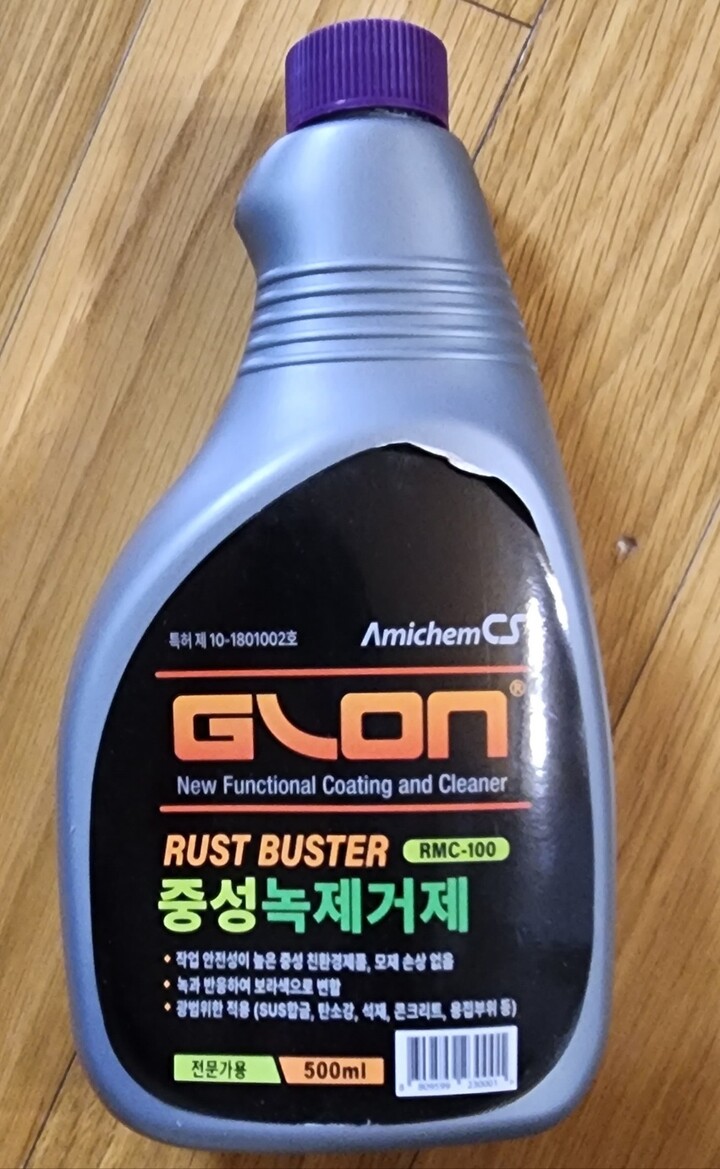 특허 제 10-1801002호
AmichemCS
GLON®
New Functional Coating and Cleaner
RUST BUSTER RMC-100
중성녹제거제
• 작업 안전성이 높은 중성 친환경제품, 모재 손상 없음
• 녹과 반응하여 보라색으로 변함
• 광범위한 적용 (SUS합금, 탄소강, 석재, 콘크리트, 용접부위 등)
전문가용 500ml
8 809599 230001